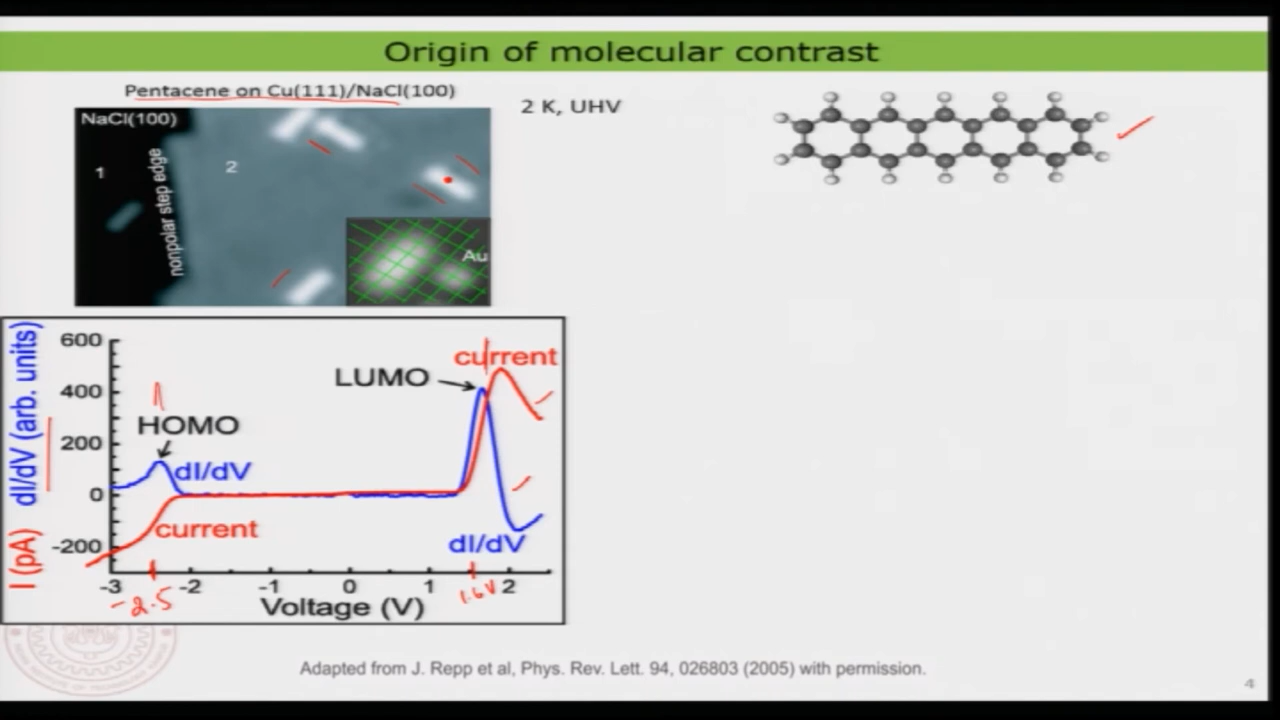 Origin of molecular contrast
Pentacene on Cu(111)/NaCl(100)
2 K, UHV
NaCl(100)
1
2
nonpolar step edge
Au
dI/dV (arb. units)
I (pA)
600
400
200
0
-200
current
LUMO
HOMO
dI/dV
current
dI/dV
-3 -2 -1 0 1 2
-2.5
1.6V
Voltage (V)
Adapted from J. Repp et al, Phys. Rev. Lett. 94, 026803 (2005) with permission.
4